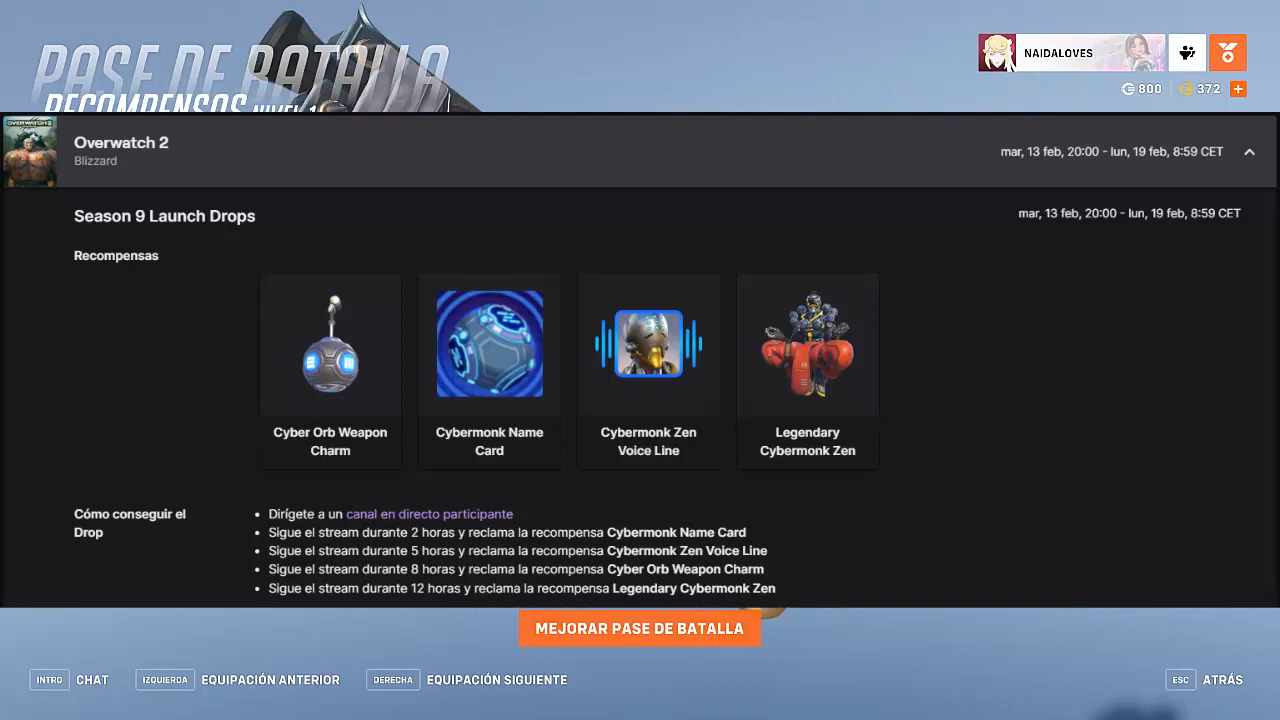 PASE DE BATALLA
RECOMPENSOS NIVEL 1
NAIDALOVES
800 372
OVERWATCH 2
Overwatch 2
Blizzard
mar, 13 feb, 20:00 - lun, 19 feb, 8:59 CET
Season 9 Launch Drops
mar, 13 feb, 20:00 - lun, 19 feb, 8:59 CET
Recompensas
Cyber Orb Weapon
Charm
Cybermonk Name
Card
Cybermonk Zen
Voice Line
Legendary
Cybermonk Zen
Cómo conseguir el
Drop
• Dirígete a un canal en directo participante
• Sigue el stream durante 2 horas y reclama la recompensa Cybermonk Name Card
• Sigue el stream durante 5 horas y reclama la recompensa Cybermonk Zen Voice Line
• Sigue el stream durante 8 horas y reclama la recompensa Cyber Orb Weapon Charm
• Sigue el stream durante 12 horas y reclama la recompensa Legendary Cybermonk Zen
MEJORAR PASE DE BATALLA
INTRO CHAT IZQUIERDA EQUIPACIÓN ANTERIOR DERECHA EQUIPACIÓN SIGUIENTE ESC ATRÁS